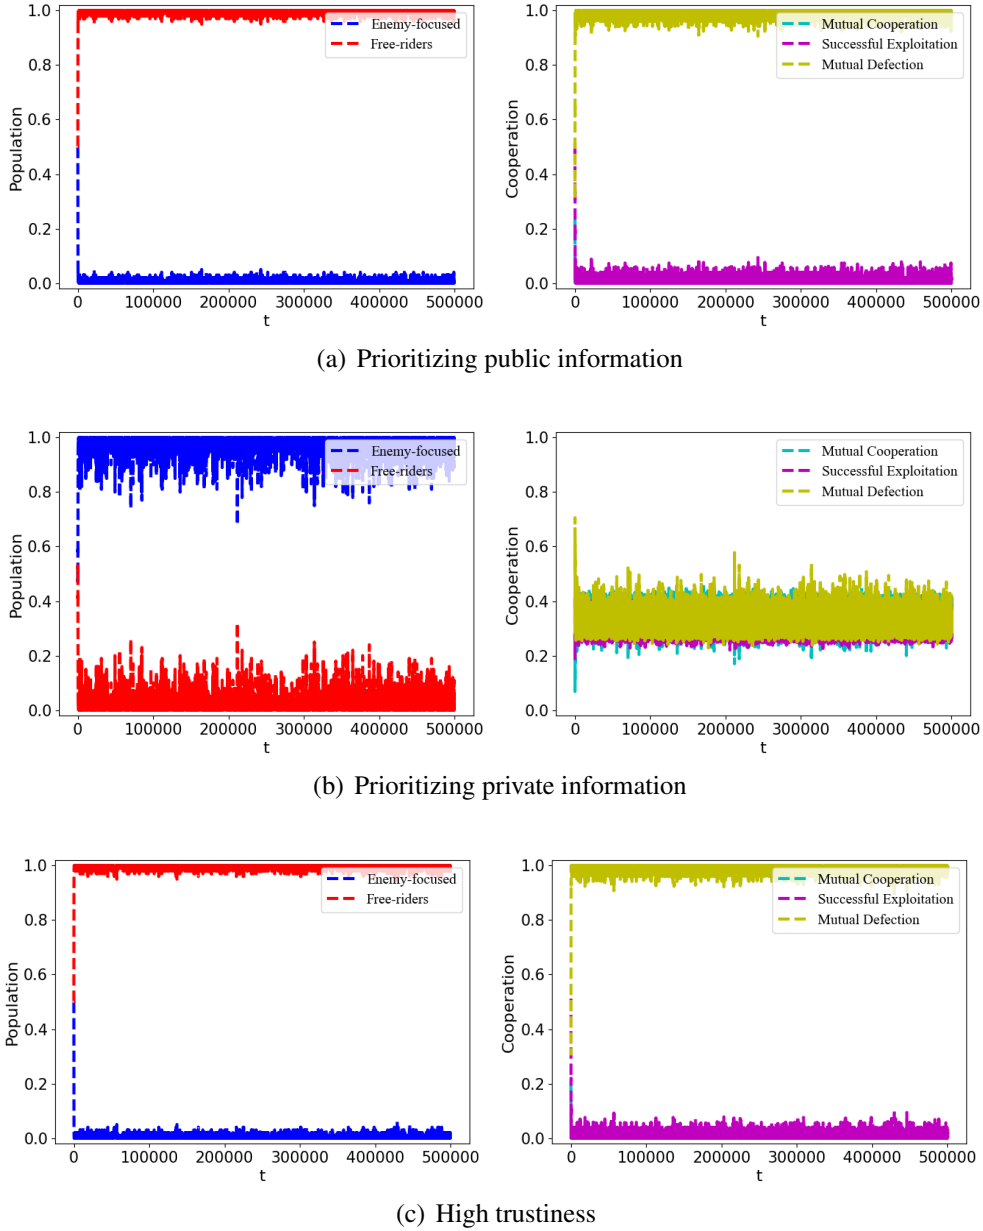 1.0
0.8
0.6
0.4
0.2
0.0
Population
0 100000 200000 300000 400000 500000
t
Enemy-focused
Free-riders
1.0
0.8
0.6
0.4
0.2
0.0
Cooperation
0 100000 200000 300000 400000 500000
t
Mutual Cooperation
Successful Exploitation
Mutual Defection
(a) Prioritizing public information
1.0
0.8
0.6
0.4
0.2
0.0
Population
0 100000 200000 300000 400000 500000
t
Enemy-focused
Free-riders
1.0
0.8
0.6
0.4
0.2
0.0
Cooperation
0 100000 200000 300000 400000 500000
t
Mutual Cooperation
Successful Exploitation
Mutual Defection
(b) Prioritizing private information
1.0
0.8
0.6
0.4
0.2
0.0
Population
0 100000 200000 300000 400000 500000
t
Enemy-focused
Free-riders
1.0
0.8
0.6
0.4
0.2
0.0
Cooperation
0 100000 200000 300000 400000 500000
t
Mutual Cooperation
Successful Exploitation
Mutual Defection
(c) High trustiness